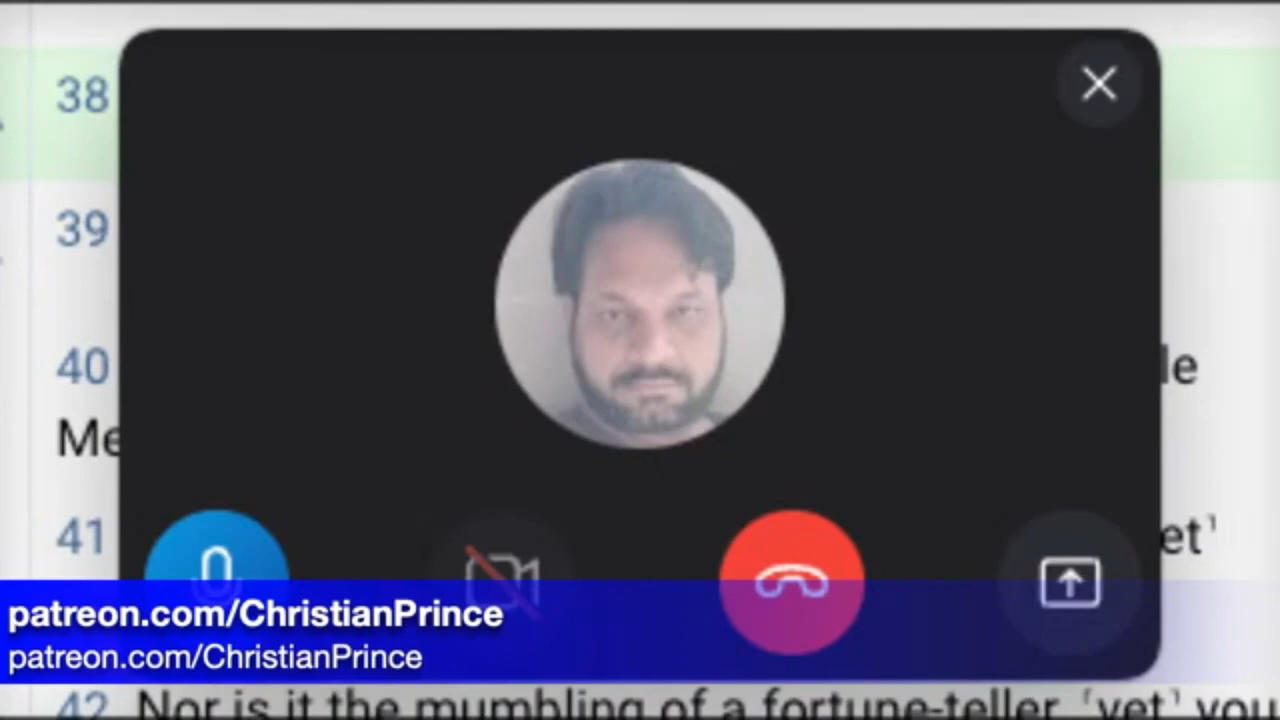 38
39
40 le
Me
41 et˺
patreon.com/ChristianPrince
patreon.com/ChristianPrince
42 Nor is it the mumbling of a fortune-teller, ˹yet˺ you